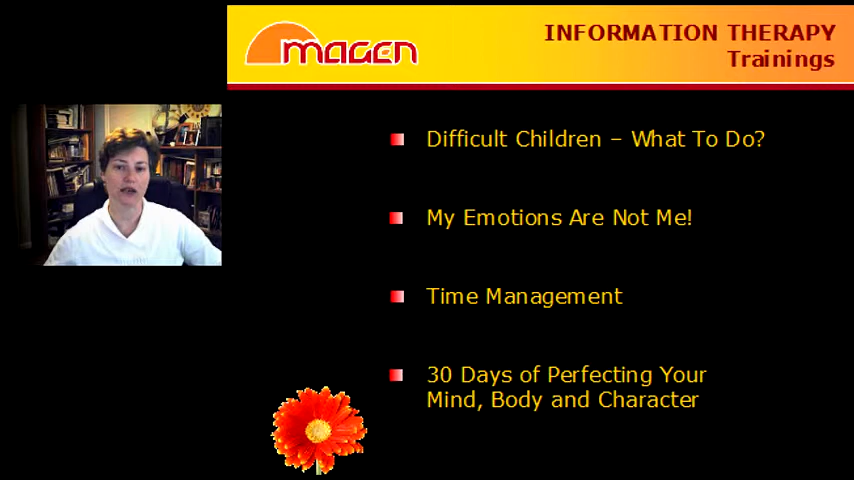 magen
INFORMATION THERAPY
Trainings
Difficult Children – What To Do?
My Emotions Are Not Me!
Time Management
30 Days of Perfecting Your
Mind, Body and Character